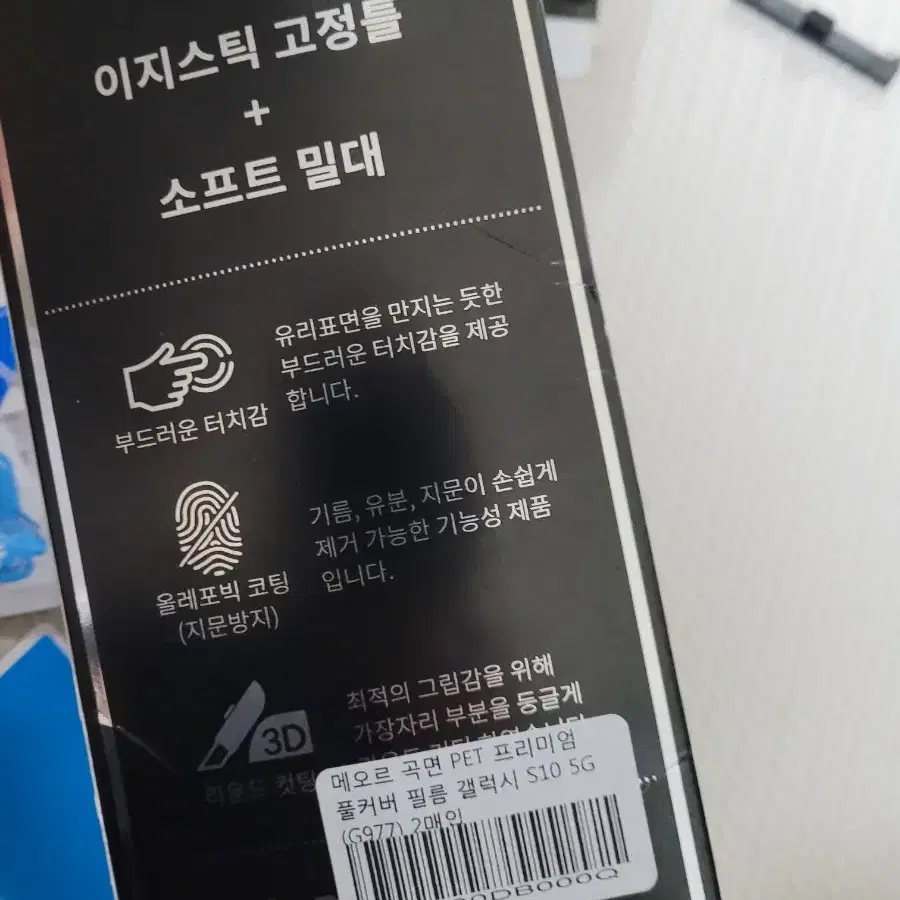 이지스틱 고정틀
+
소프트 밀대
유리표면을 만지는 듯한
부드러운 터치감을 제공
합니다.
부드러운 터치감
기름, 유분, 지문이 손쉽게
제거 가능한 기능성 제품
입니다.
올레포빅 코팅
(지문방지)
최적의 그립감을 위해
가장자리 부분을 둥글게
3D
라운드 컷팅
메오르 곡면 PET 프리미엄
풀커버 필름 갤럭시 S10 5G
(G977) 2매입